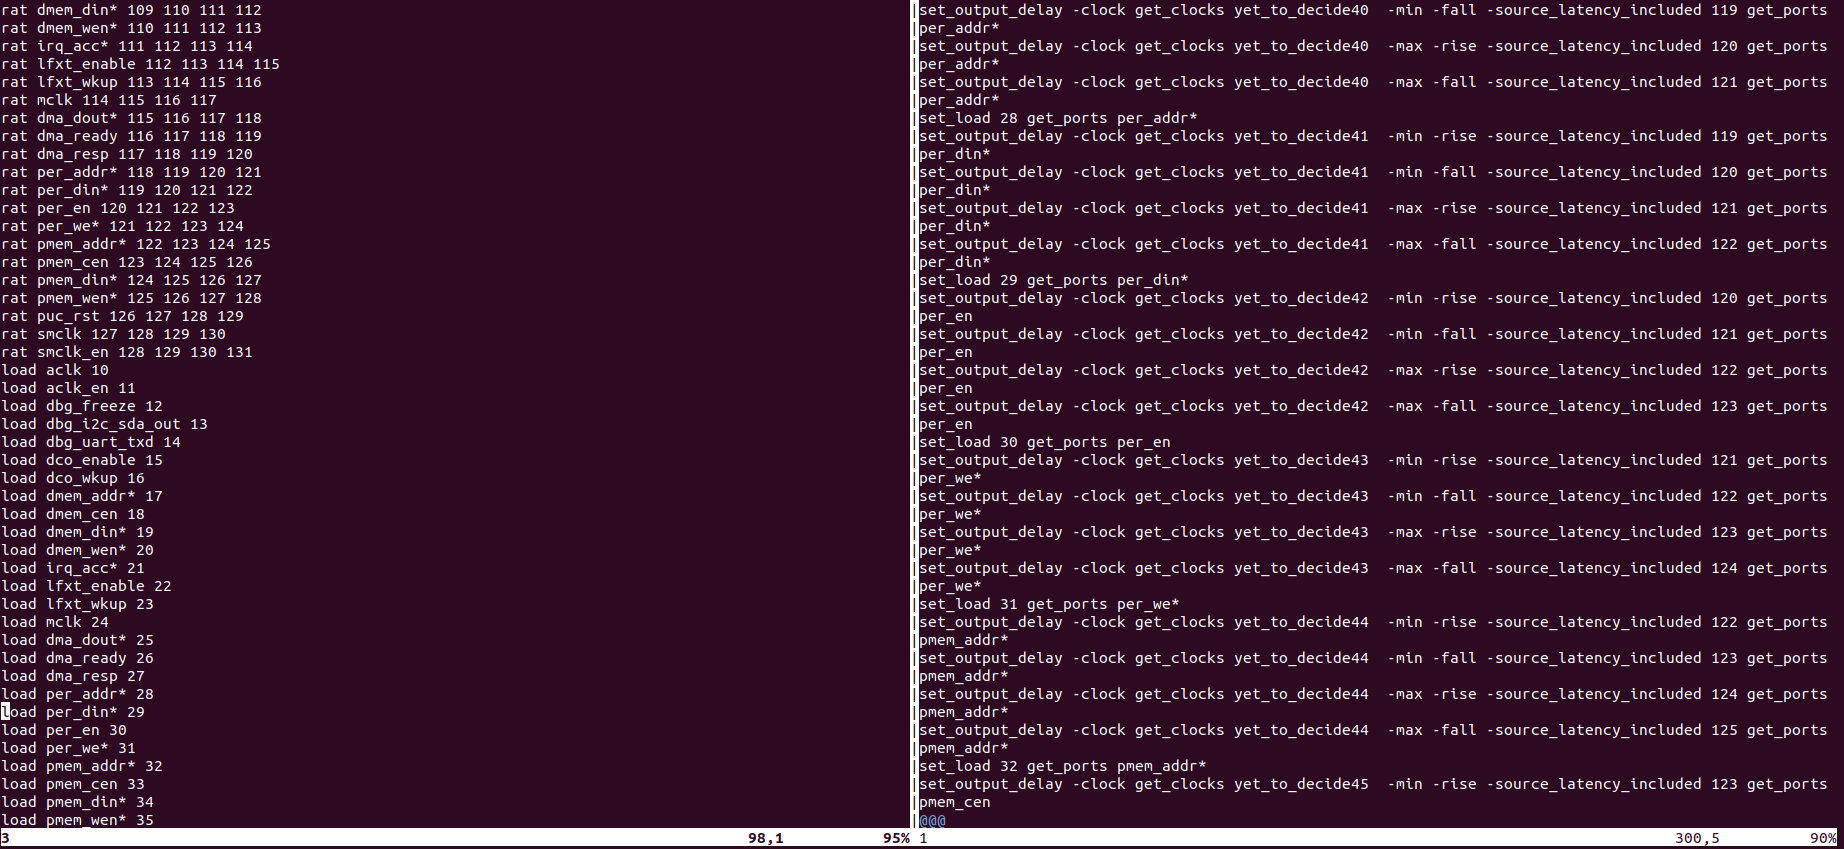 rat dmem_din* 109 110 111 112
rat dmem_wen* 110 111 112 113
rat irq_acc* 111 112 113 114
rat lfxt_enable 112 113 114 115
rat lfxt_wkup 113 114 115 116
rat mclk 114 115 116 117
rat dma_dout* 115 116 117 118
rat dma_ready 116 117 118 119
rat dma_resp 117 118 119 120
rat per_addr* 118 119 120 121
rat per_din* 119 120 121 122
rat per_en 120 121 122 123
rat per_we* 121 122 123 124
rat pmem_addr* 122 123 124 125
rat pmem_cen 123 124 125 126
rat pmem_din* 124 125 126 127
rat pmem_wen* 125 126 127 128
rat puc_rst 126 127 128 129
rat smclk 127 128 129 130
rat smclk_en 128 129 130 131
load aclk 10
load aclk_en 11
load dbg_freeze 12
load dbg_i2c_sda_out 13
load dbg_uart_txd 14
load dco_enable 15
load dco_wkup 16
load dmem_addr* 17
load dmem_cen 18
load dmem_din* 19
load dmem_wen* 20
load irq_acc* 21
load lfxt_enable 22
load lfxt_wkup 23
load mclk 24
load dma_dout* 25
load dma_ready 26
load dma_resp 27
load per_addr* 28
load per_din* 29
load per_en 30
load per_we* 31
load pmem_addr* 32
load pmem_cen 33
load pmem_din* 34
load pmem_wen* 35
3 98,1 95%
|set_output_delay -clock get_clocks yet_to_decide40  -min -fall -source_latency_included 119 get_ports
|per_addr*
|set_output_delay -clock get_clocks yet_to_decide40  -max -rise -source_latency_included 120 get_ports
|per_addr*
|set_output_delay -clock get_clocks yet_to_decide40  -max -fall -source_latency_included 121 get_ports
|per_addr*
|set_load 28 get_ports per_addr*
|set_output_delay -clock get_clocks yet_to_decide41  -min -rise -source_latency_included 119 get_ports
|per_din*
|set_output_delay -clock get_clocks yet_to_decide41  -min -fall -source_latency_included 120 get_ports
|per_din*
|set_output_delay -clock get_clocks yet_to_decide41  -max -rise -source_latency_included 121 get_ports
|per_din*
|set_output_delay -clock get_clocks yet_to_decide41  -max -fall -source_latency_included 122 get_ports
|per_din*
|set_load 29 get_ports per_din*
|set_output_delay -clock get_clocks yet_to_decide42  -min -rise -source_latency_included 120 get_ports
|per_en
|set_output_delay -clock get_clocks yet_to_decide42  -min -fall -source_latency_included 121 get_ports
|per_en
|set_output_delay -clock get_clocks yet_to_decide42  -max -rise -source_latency_included 122 get_ports
|per_en
|set_output_delay -clock get_clocks yet_to_decide42  -max -fall -source_latency_included 123 get_ports
|per_en
|set_load 30 get_ports per_en
|set_output_delay -clock get_clocks yet_to_decide43  -min -rise -source_latency_included 121 get_ports
|per_we*
|set_output_delay -clock get_clocks yet_to_decide43  -min -fall -source_latency_included 122 get_ports
|per_we*
|set_output_delay -clock get_clocks yet_to_decide43  -max -rise -source_latency_included 123 get_ports
|per_we*
|set_output_delay -clock get_clocks yet_to_decide43  -max -fall -source_latency_included 124 get_ports
|per_we*
|set_load 31 get_ports per_we*
|set_output_delay -clock get_clocks yet_to_decide44  -min -rise -source_latency_included 122 get_ports
|pmem_addr*
|set_output_delay -clock get_clocks yet_to_decide44  -min -fall -source_latency_included 123 get_ports
|pmem_addr*
|set_output_delay -clock get_clocks yet_to_decide44  -max -rise -source_latency_included 124 get_ports
|pmem_addr*
|set_output_delay -clock get_clocks yet_to_decide44  -max -fall -source_latency_included 125 get_ports
|pmem_addr*
|set_load 32 get_ports pmem_addr*
|set_output_delay -clock get_clocks yet_to_decide45  -min -rise -source_latency_included 123 get_ports
|pmem_cen
|@@@
1 300,5 90%